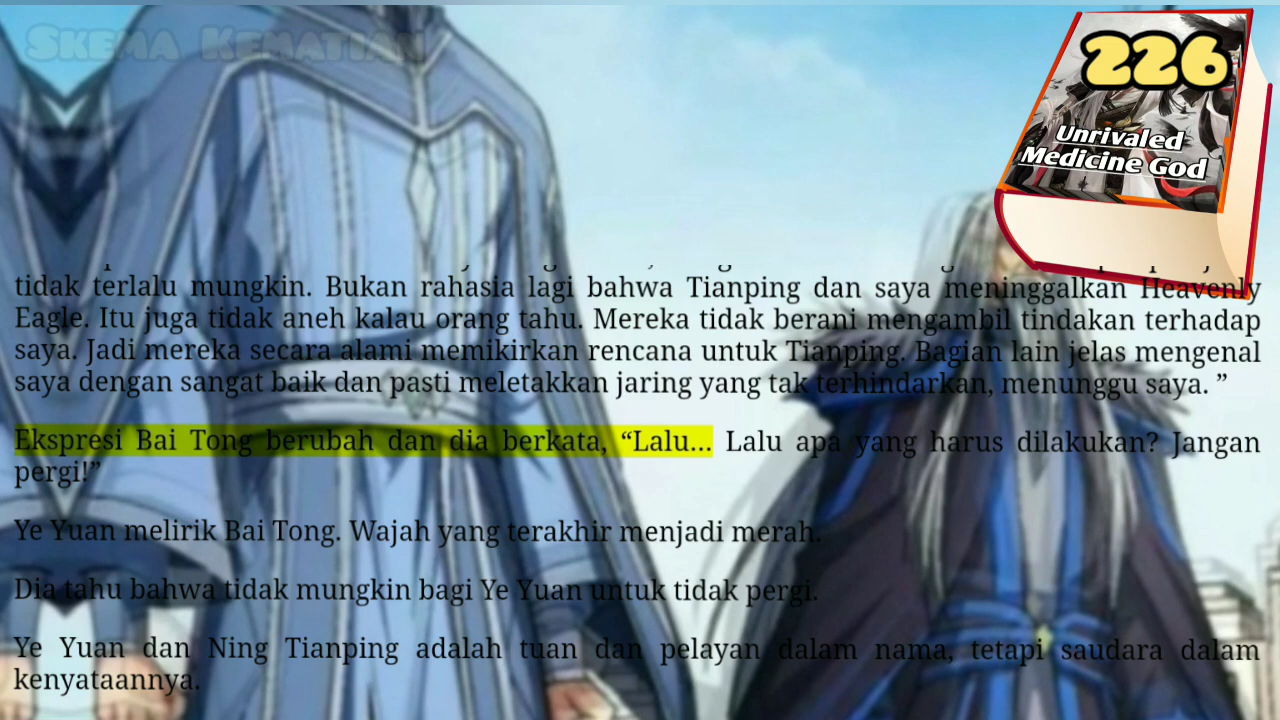 Skema Kematian
226
Unrivaled
Medicine God
tidak terlalu mungkin. Bukan rahasia lagi bahwa Tianping dan saya meninggalkan Heavenly
Eagle. Itu juga tidak aneh kalau orang tahu. Mereka tidak berani mengambil tindakan terhadap
saya. Jadi mereka secara alami memikirkan rencana untuk Tianping. Bagian lain jelas mengenal
saya dengan sangat baik dan pasti meletakkan jaring yang tak terhindarkan, menunggu saya. ”
Ekspresi Bai Tong berubah dan dia berkata, “Lalu... Lalu apa yang harus dilakukan? Jangan
pergi!”
Ye Yuan melirik Bai Tong. Wajah yang terakhir menjadi merah.
Dia tahu bahwa tidak mungkin bagi Ye Yuan untuk tidak pergi.
Ye Yuan dan Ning Tianping adalah tuan dan pelayan dalam nama, tetapi saudara dalam
kenyataannya.